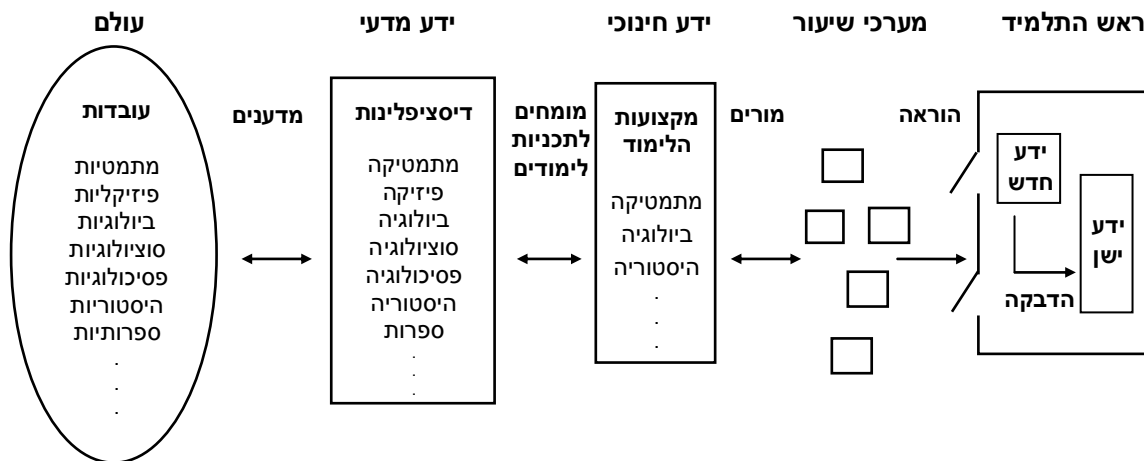 עולם
עובדות
מתמטיות
פיזיקליות
ביולוגיות
סוציולוגיות
פסיכולוגיות
היסטוריות
ספרותיות
.
.
.
מדענים
ידע מדעי
דיסציפלינות
מתמטיקה
פיזיקה
ביולוגיה
סוציולוגיה
פסיכולוגיה
היסטוריה
ספרות
.
.
.
מומחים
לתכניות
לימודים
ידע חינוכי
מקצועות
הלימוד
מתמטיקה
ביולוגיה
היסטוריה
.
.
.
מורים
מערכי שיעור
הוראה
ראש התלמיד
ידע
חדש
ידע
ישן
הדבקה